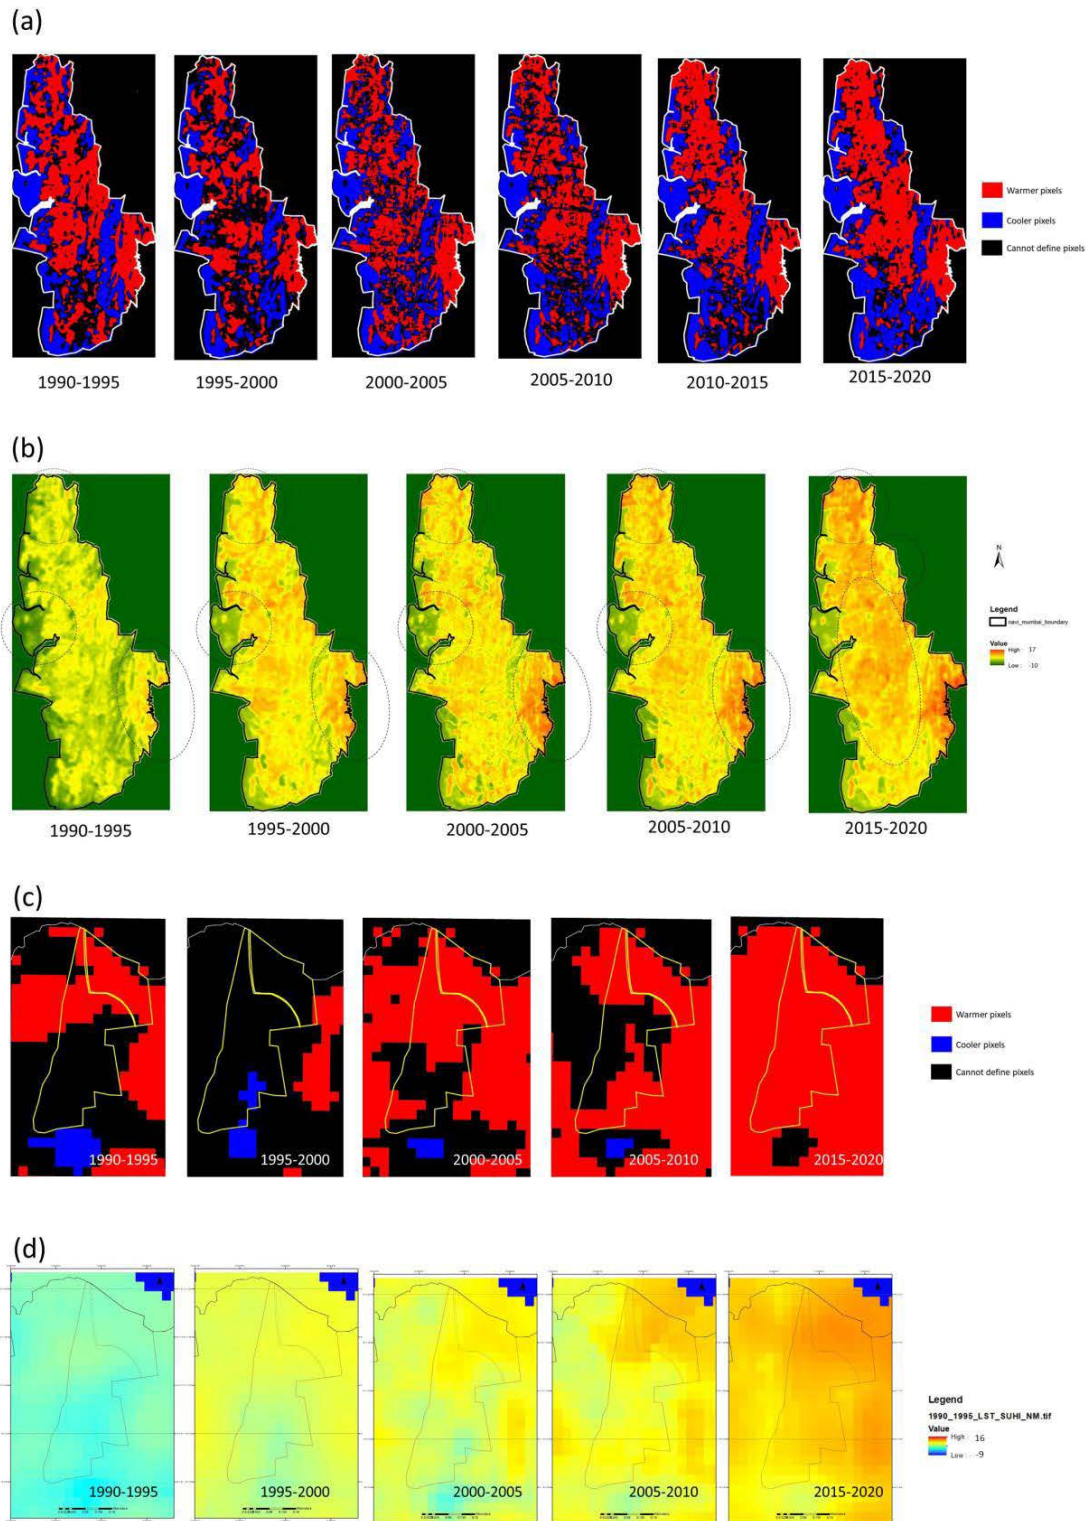 (a)
Warmer pixels
Cooler pixels
Cannot define pixels
1990-1995
1995-2000
2000-2005
2005-2010
2010-2015
2015-2020
(b)
N
Legend
navi_mumbai_boundary
Value
High : 17
Low : -10
1990-1995
1995-2000
2000-2005
2005-2010
2015-2020
(c)
Warmer pixels
Cooler pixels
Cannot define pixels
1990-1995
1995-2000
2000-2005
2005-2010
2015-2020
(d)
Legend
1990_1995_LST_SUHI_NM.tif
Value
High : 16
Low : -9
1990-1995
1995-2000
2000-2005
2005-2010
2015-2020